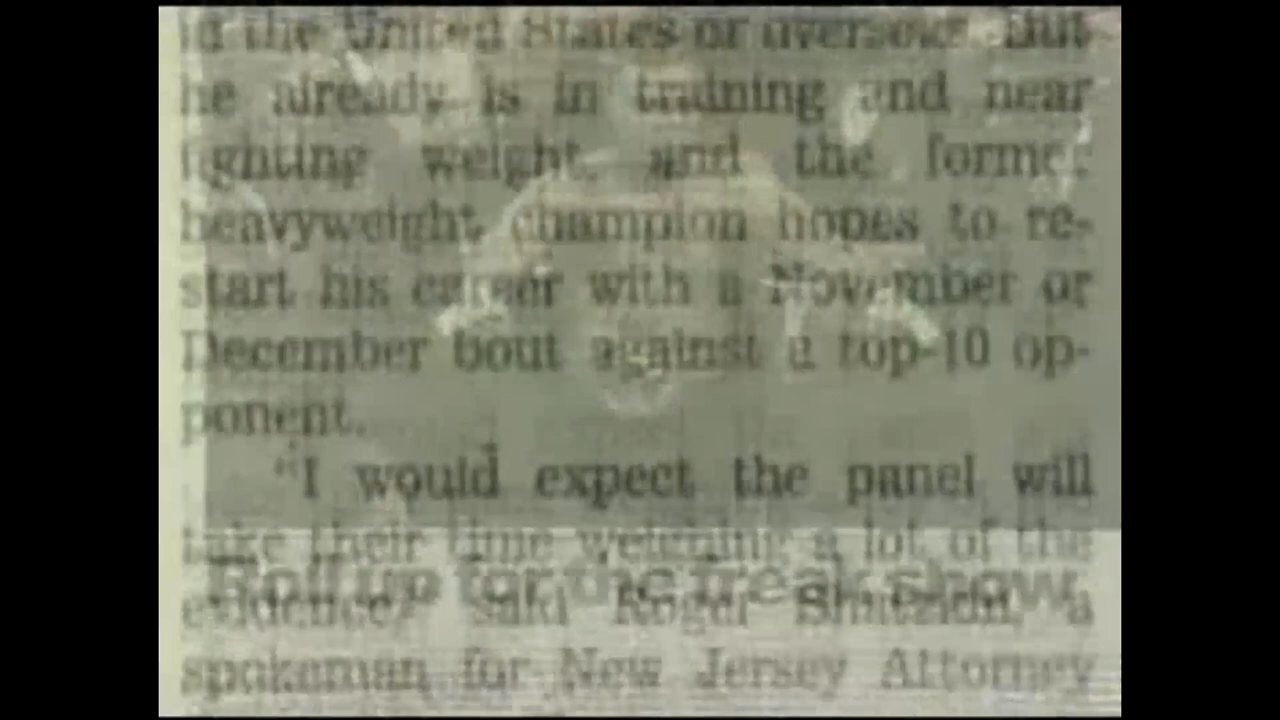 in the United States or overseas. But
he already is in training and near
fighting weight, and the former
heavyweight champion hopes to re-
start his career with a November or
December bout against a top-10 op-
ponent.
"I would expect the panel will
take their time weighing a lot of the
Roll up for the freak show
evidence," said Roger Shatzkin, a
spokeman for New Jersey Attorney